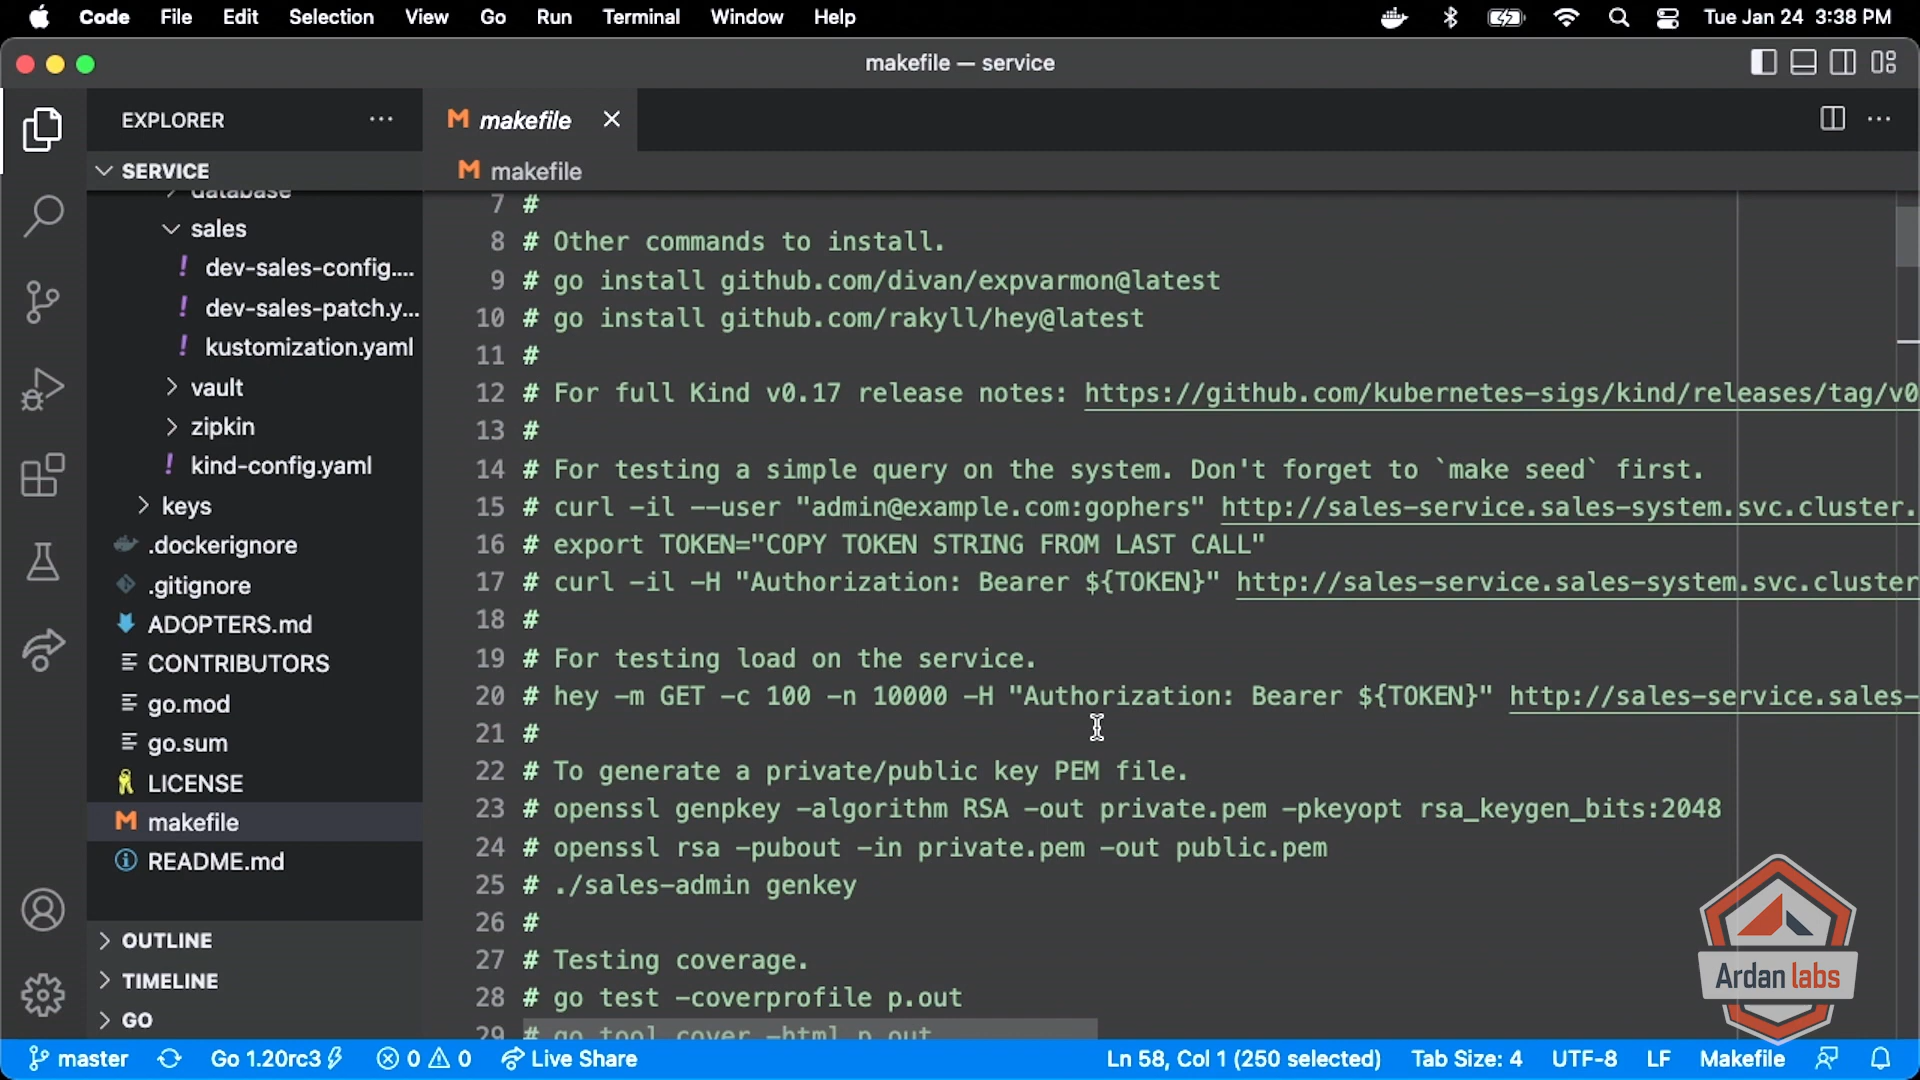 Code File Edit Selection View Go Run Terminal Window Help Tue Jan 24 3:38 PM
makefile — service
EXPLORER ···
makefile
SERVICE
M makefile
database
sales
! dev-sales-config....
! dev-sales-patch.y...
! kustomization.yaml
vault
zipkin
! kind-config.yaml
keys
.dockerignore
.gitignore
ADOPTERS.md
CONTRIBUTORS
go.mod
go.sum
LICENSE
M makefile
README.md
OUTLINE
TIMELINE
GO
M makefile
7 #
8 # Other commands to install.
9 # go install github.com/divan/expvarmon@latest
10 # go install github.com/rakyll/hey@latest
11 #
12 # For full Kind v0.17 release notes: https://github.com/kubernetes-sigs/kind/releases/tag/v0
13 #
14 # For testing a simple query on the system. Don't forget to `make seed` first.
15 # curl -il --user "admin@example.com:gophers" http://sales-service.sales-system.svc.cluster.
16 # export TOKEN="COPY TOKEN STRING FROM LAST CALL"
17 # curl -il -H "Authorization: Bearer ${TOKEN}" http://sales-service.sales-system.svc.cluster
18 #
19 # For testing load on the service.
20 # hey -m GET -c 100 -n 10000 -H "Authorization: Bearer ${TOKEN}" http://sales-service.sales-
21 #
22 # To generate a private/public key PEM file.
23 # openssl genpkey -algorithm RSA -out private.pem -pkeyopt rsa_keygen_bits:2048
24 # openssl rsa -pubout -in private.pem -out public.pem
25 # ./sales-admin genkey
26 #
27 # Testing coverage.
28 # go test -coverprofile p.out
29 # go tool cover -html p.out
Ardan labs
master Go 1.20rc3 0 0 Live Share Ln 58, Col 1 (250 selected) Tab Size: 4 UTF-8 LF Makefile